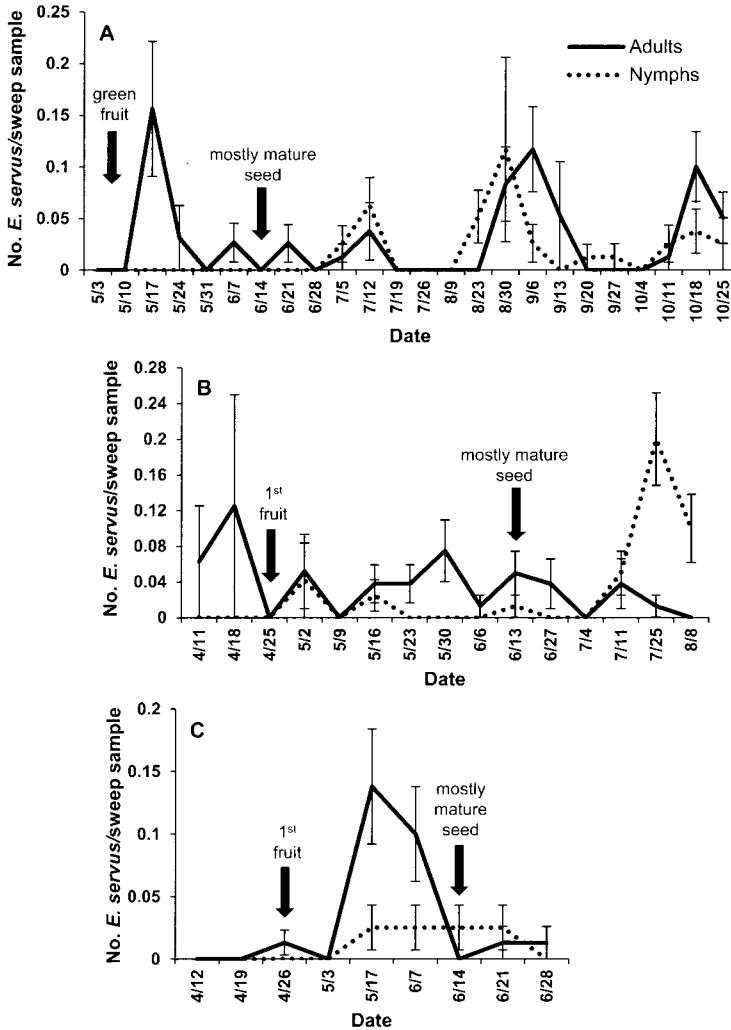 A
Adults
Nymphs
green
fruit
mostly mature
seed
No. E. servus/sweep sample
0.25
0.2
0.15
0.1
0.05
0
5/3 5/10 5/17 5/24 5/31 6/7 6/14 6/21 6/28 7/5 7/12 7/19 7/26 8/9 8/23 8/30 9/6 9/13 9/20 9/27 10/4 10/11 10/18 10/25
Date
B
1st
fruit
mostly mature
seed
No. E. servus/sweep sample
0.28
0.24
0.2
0.16
0.12
0.08
0.04
0
4/11 4/18 4/25 5/2 5/9 5/16 5/23 5/30 6/6 6/13 6/27 7/4 7/11 7/25 8/8
Date
C
1st
fruit
mostly
mature
seed
No. E. servus/sweep sample
0.2
0.15
0.1
0.05
0
4/12 4/19 4/26 5/3 5/17 6/7 6/14 6/21 6/28
Date